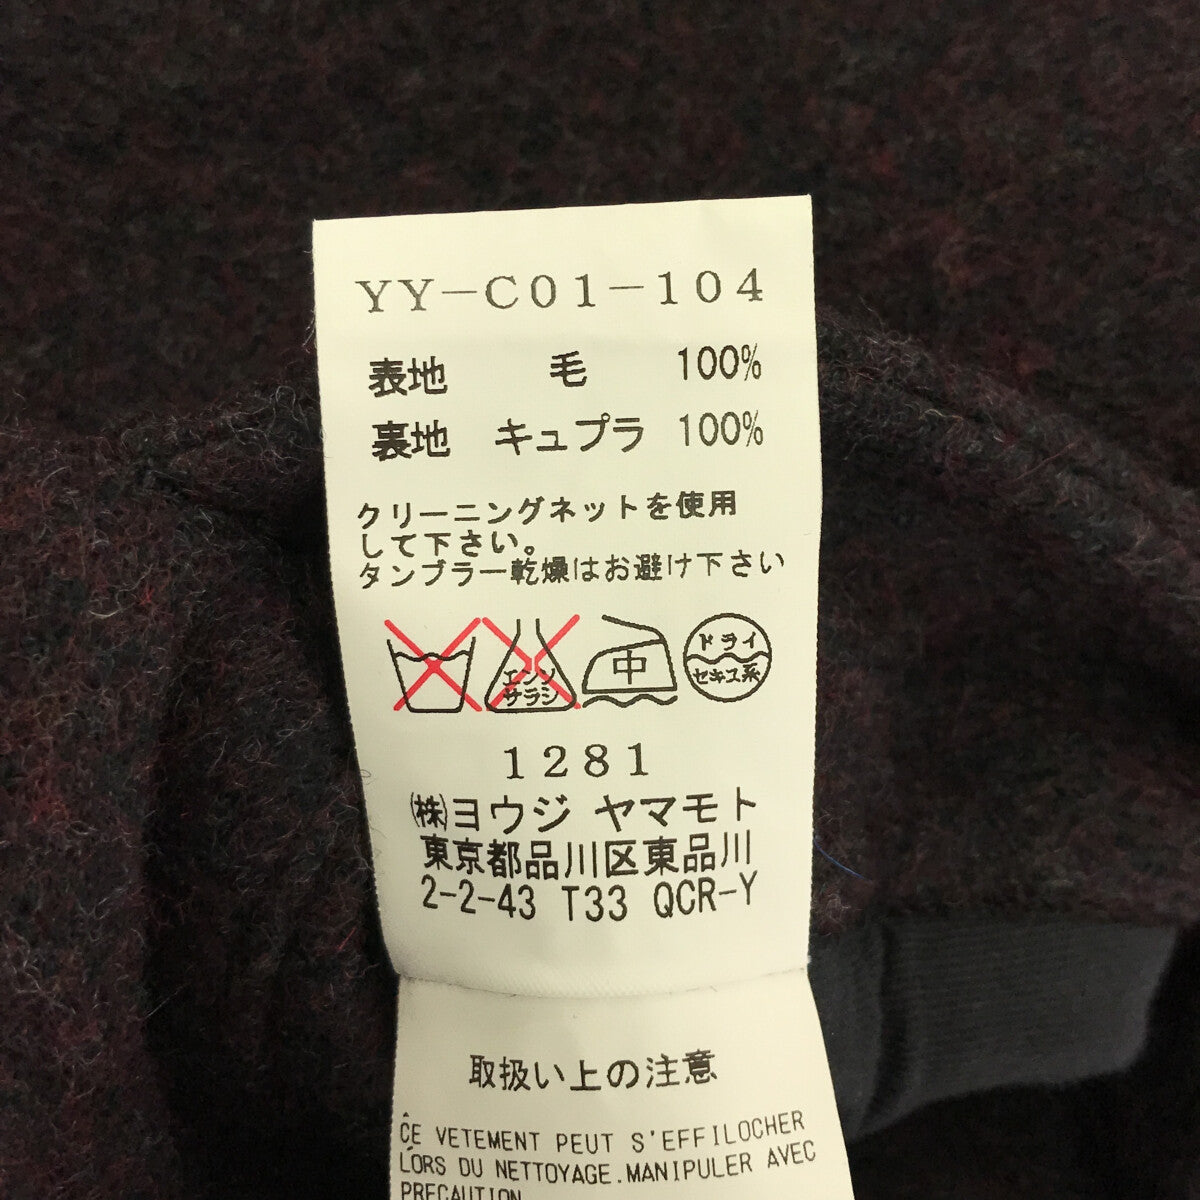 YY-C01-104
表地 毛 100%
裏地 キュプラ 100%
クリーニングネットを使用
して下さい。
タンブラー乾燥はお避け下さい
エンソ
サラシ
中
ドライ
セキユ系
1281
㈱ヨウジ ヤマモト
東京都品川区東品川
2-2-43 T33 QCR-Y
取扱い上の注意
CE VETEMENT PEUT S'EFFILOCHER
LORS DU NETTOYAGE.MANIPULER AVEC
PRECAUTION